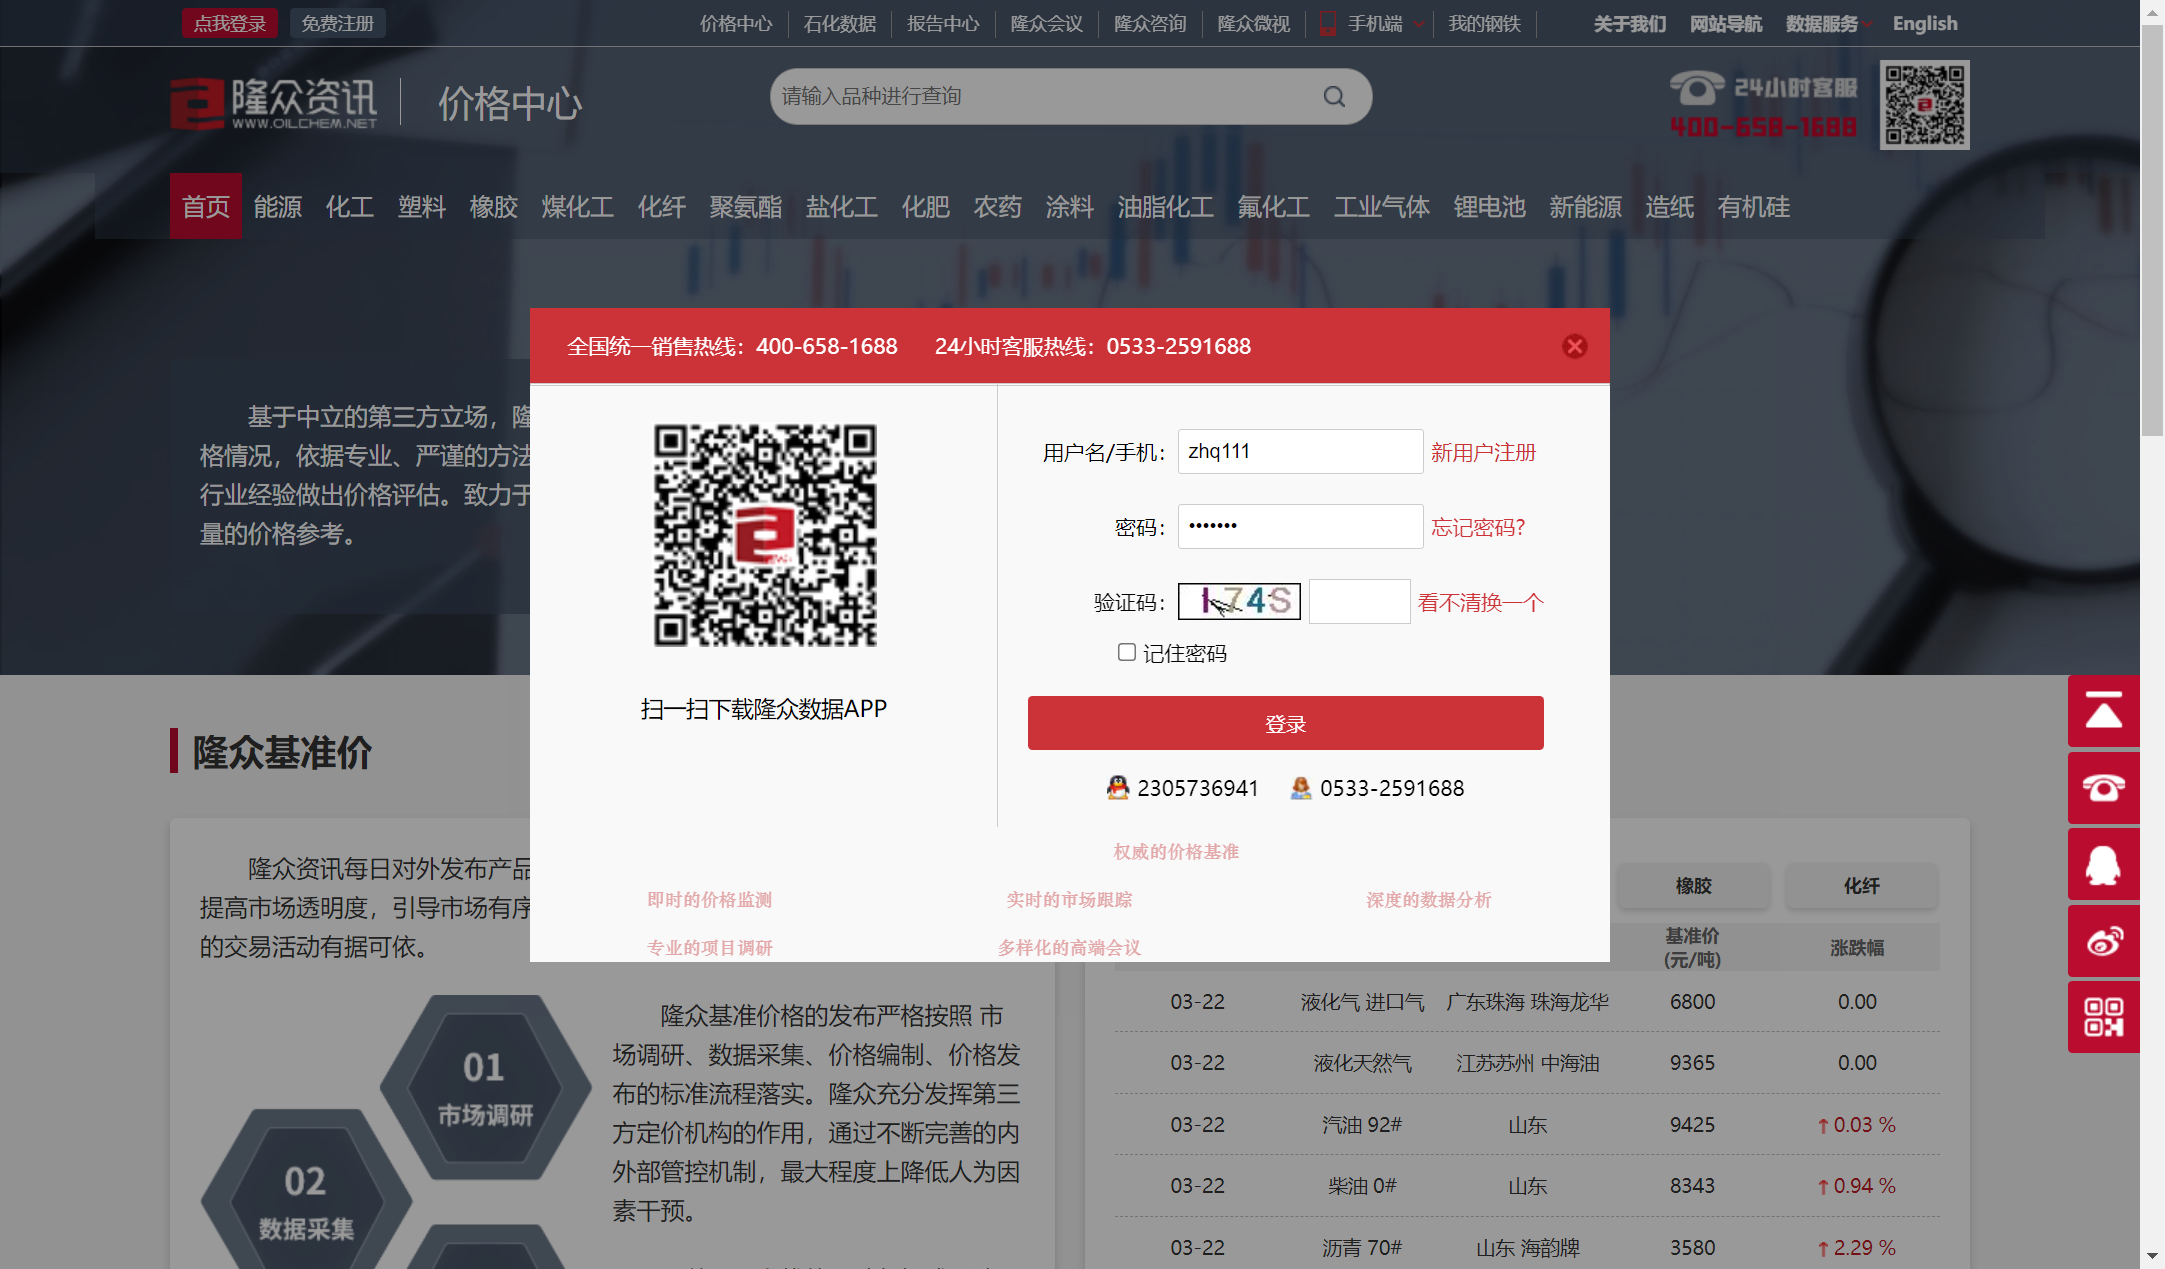 点我登录 免费注册 价格中心 石化数据 报告中心 隆众会议 隆众咨询 隆众微视 手机端 我的钢铁 关于我们 网站导航 数据服务 English
隆众资讯
WWW.OILCHEM.NET
价格中心
请输入品种进行查询
24小时客服
400-658-1688
首页 能源 化工 塑料 橡胶 煤化工 化纤 聚氨酯 盐化工 化肥 农药 涂料 油脂化工 氟化工 工业气体 锂电池 新能源 造纸 有机硅
全国统一销售热线：400-658-1688 24小时客服热线：0533-2591688
基于中立的第三方立场，隆
格情况，依据专业、严谨的方法
行业经验做出价格评估。致力于
量的价格参考。
用户名/手机： zhq111 新用户注册
密码： ••••••• 忘记密码?
验证码： I74S 看不清换一个
记住密码
登录
扫一扫下载隆众数据APP
2305736941 0533-2591688
权威的价格基准
即时的价格监测 实时的市场跟踪 深度的数据分析
专业的项目调研 多样化的高端会议
隆众基准价
隆众资讯每日对外发布产品
提高市场透明度，引导市场有序
的交易活动有据可依。
01
市场调研
02
数据采集
隆众基准价格的发布严格按照 市
场调研、数据采集、价格编制、价格发
布的标准流程落实。隆众充分发挥第三
方定价机构的作用，通过不断完善的内
外部管控机制，最大程度上降低人为因
素干预。
橡胶 化纤
基准价
(元/吨) 涨跌幅
03-22 液化气 进口气 广东珠海 珠海龙华 6800 0.00
03-22 液化天然气 江苏苏州 中海油 9365 0.00
03-22 汽油 92# 山东 9425 ↑0.03 %
03-22 柴油 0# 山东 8343 ↑0.94 %
03-22 沥青 70# 山东 海韵牌 3580 ↑2.29 %